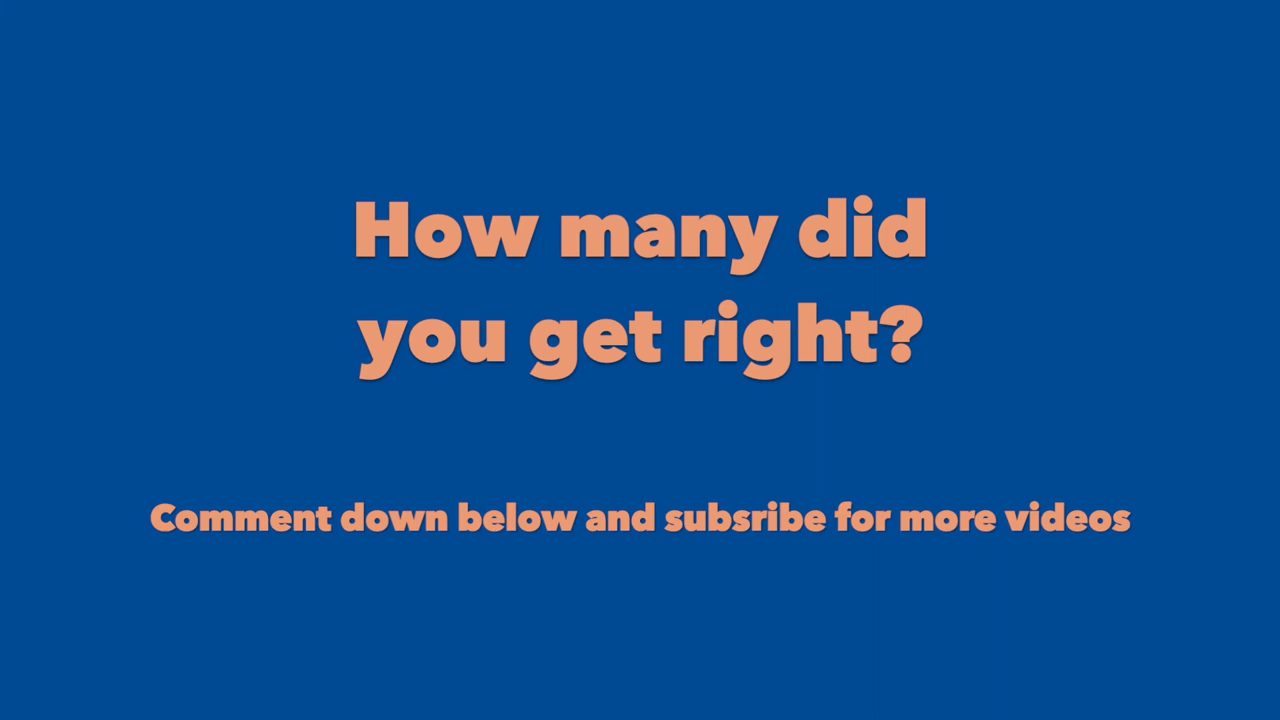 How many did
you get right?
Comment down below and subsribe for more videos